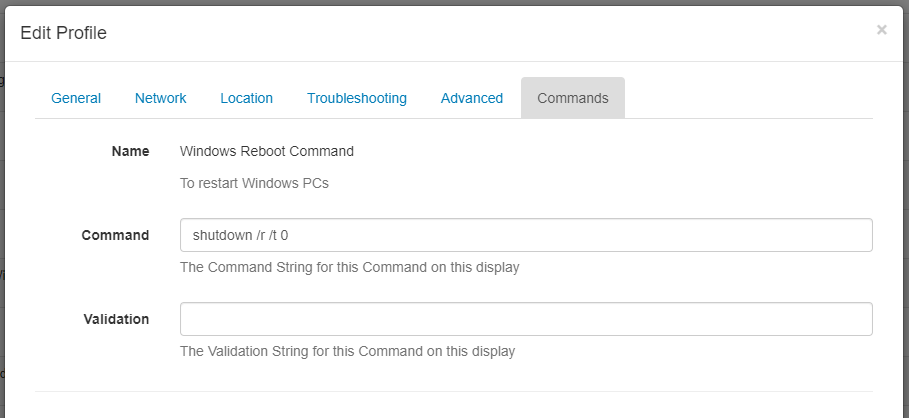 Edit Profile ×
General Network Location Troubleshooting Advanced Commands
Name Windows Reboot Command
To restart Windows PCs
Command shutdown /r /t 0
The Command String for this Command on this display
Validation
The Validation String for this Command on this display